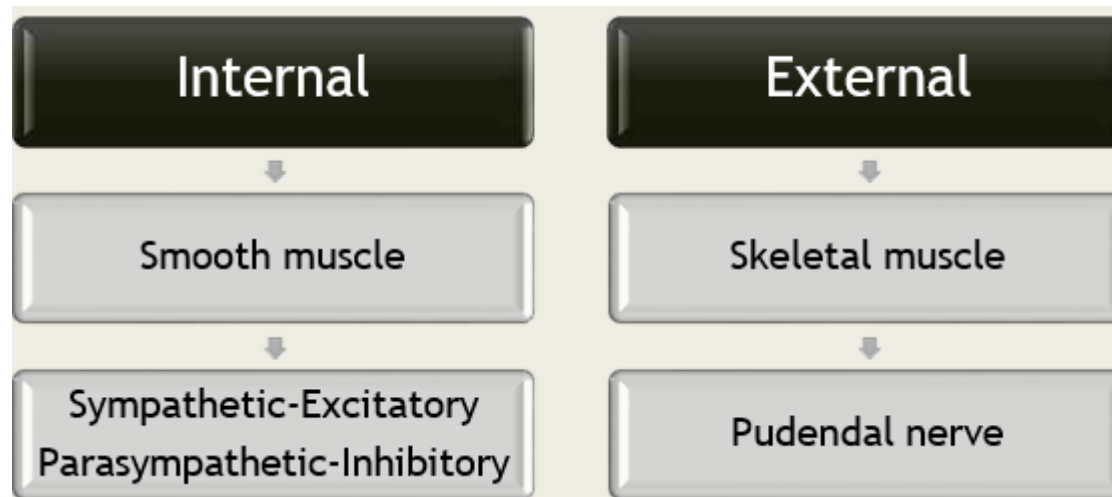 Internal
Smooth muscle
Sympathetic-Excitatory
Parasympathetic-Inhibitory
External
Skeletal muscle
Pudendal nerve